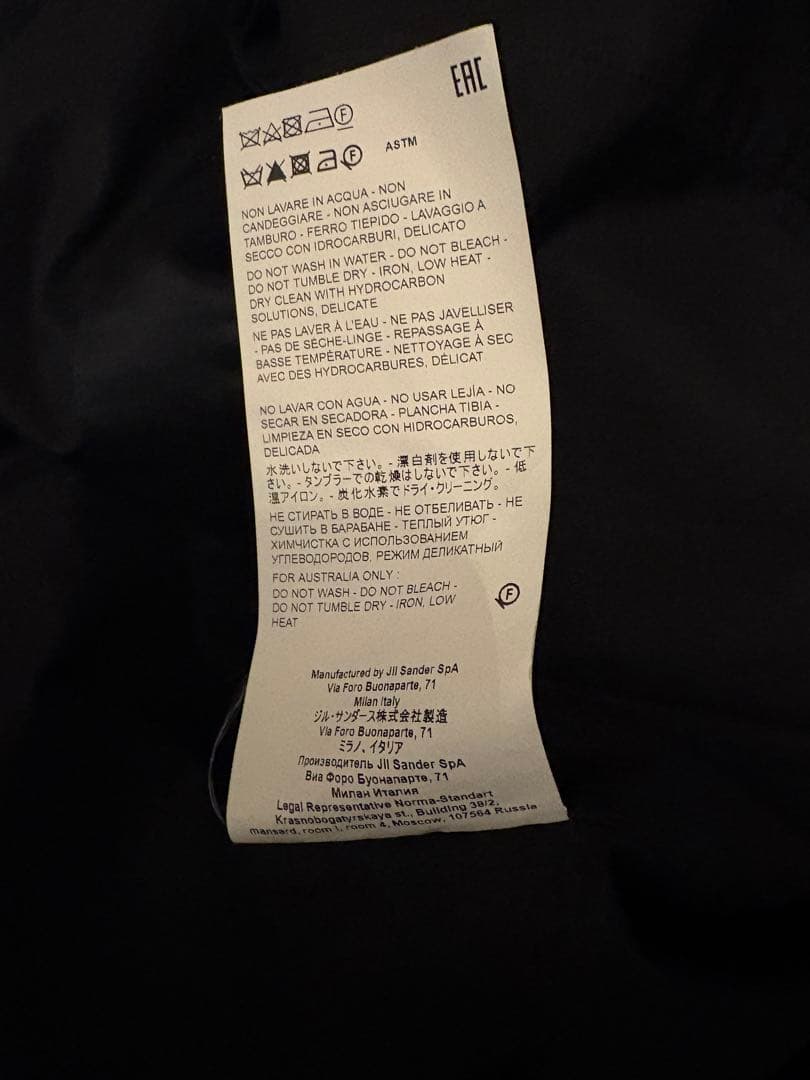 EAC
F
F ASTM
NON LAVARE IN ACQUA - NON
CANDEGGIARE - NON ASCIUGARE IN
TAMBURO - FERRO TIEPIDO - LAVAGGIO A
SECCO CON IDROCARBURI, DELICATO
DO NOT WASH IN WATER - DO NOT BLEACH -
DO NOT TUMBLE DRY - IRON, LOW HEAT -
DRY CLEAN WITH HYDROCARBON
SOLUTIONS, DELICATE
NE PAS LAVER À L'EAU - NE PAS JAVELLISER
- PAS DE SÈCHE-LINGE - REPASSAGE À
BASSE TEMPÉRATURE - NETTOYAGE À SEC
AVEC DES HYDROCARBURES, DÉLICAT
NO LAVAR CON AGUA - NO USAR LEJÍA - NO
SECAR EN SECADORA - PLANCHA TIBIA -
LIMPIEZA EN SECO CON HIDROCARBUROS,
DELICADA
水洗いしないで下さい。- 漂白剤を使用しないで下
さい。- タンブラーでの乾燥はしないで下さい。- 低
温アイロン。- 炭化水素でドライ・クリーニング。
НЕ СТИРАТЬ В ВОДЕ - НЕ ОТБЕЛИВАТЬ - НЕ
СУШИТЬ В БАРАБАНЕ - ТЕПЛЫЙ УТЮГ -
ХИМЧИСТКА С ИСПОЛЬЗОВАНИЕМ
УГЛЕВОДОРОДОВ, РЕЖИМ ДЕЛИКАТНЫЙ
FOR AUSTRALIA ONLY :
DO NOT WASH - DO NOT BLEACH -
DO NOT TUMBLE DRY - IRON, LOW
HEAT
F
Manufactured by Jil Sander SpA
Via Foro Buonaparte, 71
Milan Italy
ジル・サンダース株式会社製造
Via Foro Buonaparte, 71
ミラノ、イタリア
Производитель Jil Sander SpA
Виа Форо Буонапарте, 71
Милан Италия
Legal Representative Norma-Standart
Krasnobogatyrskaya st., Building 38/2,
mansard, room I, room 4, Moscow, 107564 Russia